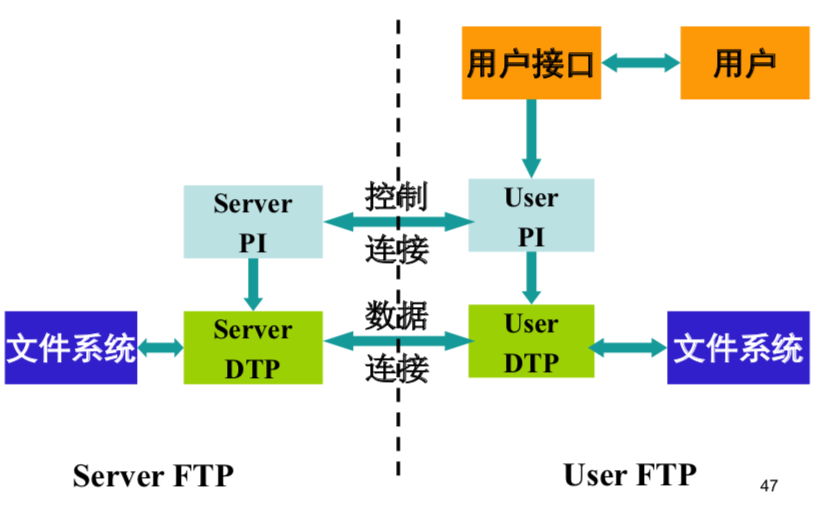 用户接口
用户
控制
连接
Server
PI
User
PI
数据
连接
文件系统
Server
DTP
User
DTP
文件系统
Server FTP
User FTP
47